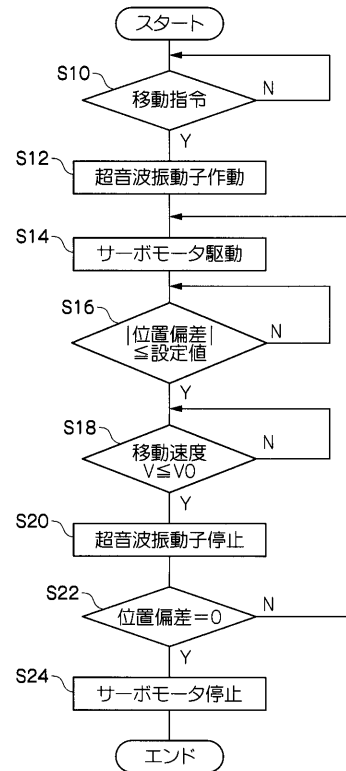 スタート
S10
移動指令
N
Y
S12
超音波振動子作動
S14
サーボモータ駆動
S16
|位置偏差|
≦設定値
N
Y
S18
移動速度
V≦V0
N
Y
S20
超音波振動子停止
S22
位置偏差=0
N
Y
S24
サーボモータ停止
エンド